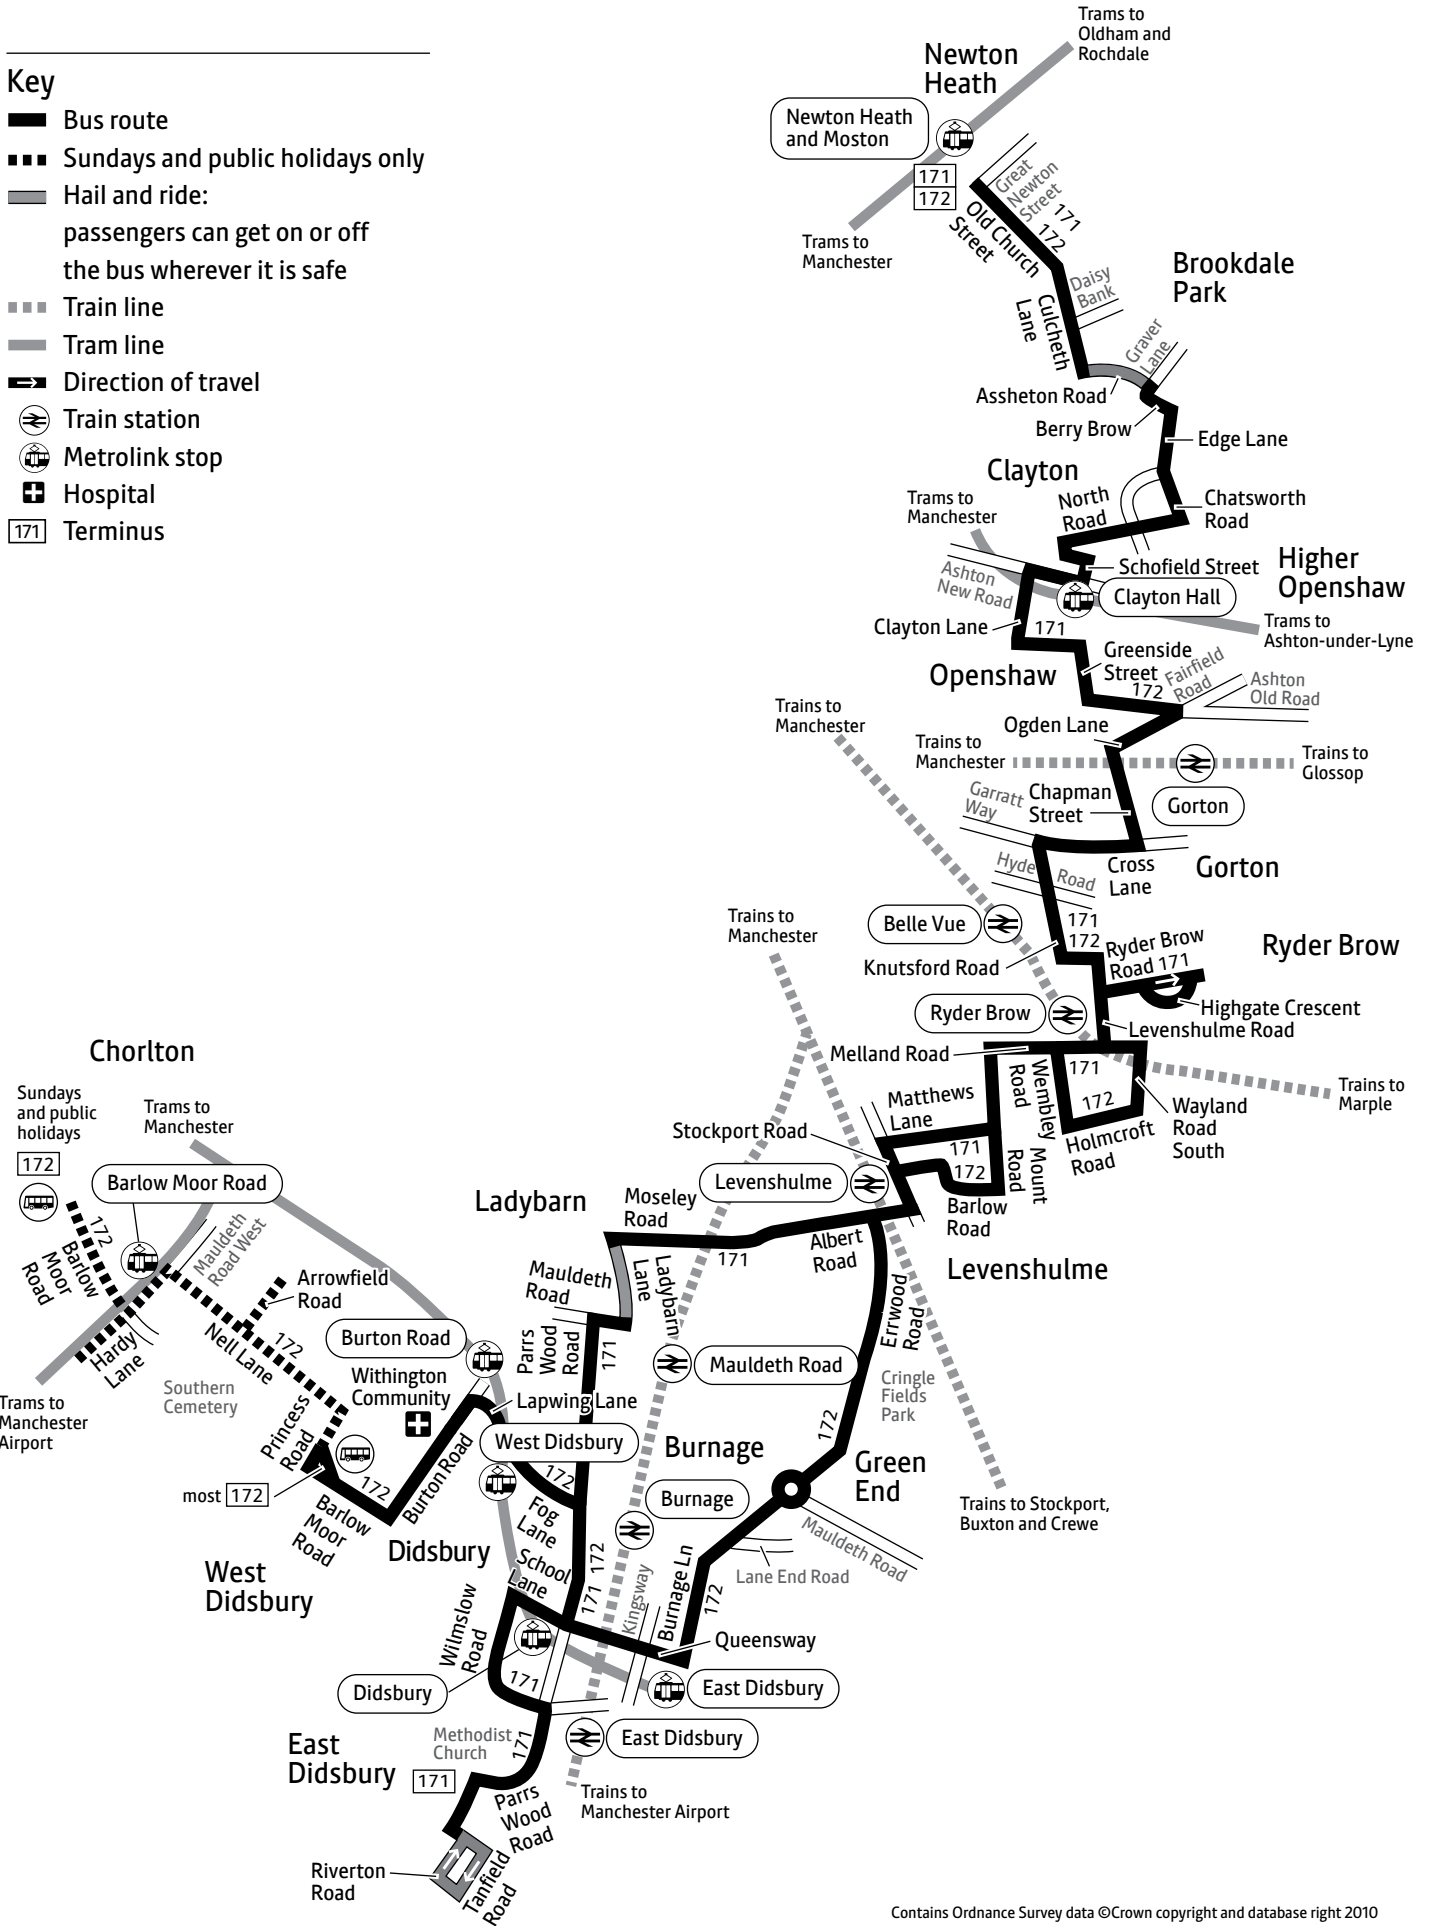 Key
Bus route
Sundays and public holidays only
Hail and ride:
passengers can get on or off
the bus wherever it is safe
Train line
Tram line
Direction of travel
Train station
Metrolink stop
Hospital
171
Terminus
Trams to
Oldham and
Rochdale
Newton
Heath
Newton Heath
and Moston
171
172
Trams to
Manchester
Great
Newton
Street
171
172
Old Church
Street
Brookdale
Park
Daisy
Bank
Culcheth
Lane
Graver
Lane
Assheton Road
Berry Brow
Edge Lane
Clayton
Trams to
Manchester
North
Road
Chatsworth
Road
Schofield Street
Higher
Openshaw
Ashton
New Road
Clayton Hall
Trams to
Ashton-under-Lyne
Clayton Lane
171
Greenside
Street
Openshaw
172
Fairfield
Road
Ashton
Old Road
Trains to
Manchester
Ogden Lane
Trains to
Manchester
Trains to
Glossop
Garratt
Way
Chapman
Street
Gorton
Hyde Road
Cross
Lane
Gorton
Trains to
Manchester
Belle Vue
171
172
Knutsford Road
Ryder Brow
Road 171
Ryder Brow
Ryder Brow
Highgate Crescent
Levenshulme Road
Melland Road
171
172
Wembley
Road
Holmcroft
Road
Wayland
Road
South
Trains to
Marple
Matthews
Lane
Stockport Road
171
172
Mount
Road
Barlow
Road
Levenshulme
Levenshulme
Chorlton
Sundays
and public
holidays
172
Trams to
Manchester
Barlow Moor Road
172
Barlow
Moor
Road
Mauldeth
Road West
Hardy
Lane
Trams to
Manchester
Airport
Arrowfield
Road
Nell Lane
172
Southern
Cemetery
Princess
Road
most 172
172
Barlow
Moor
Road
West
Didsbury
Burton Road
Withington
Community
Burton Road
Lapwing Lane
West Didsbury
172
Fog
Lane
Didsbury
Ladybarn
Moseley
Road
171
Albert
Road
Mauldeth
Road
Ladybarn
Lane
Parrs
Wood
Road
171
Mauldeth Road
Errwood
Road
Cringle
Fields
Park
172
Burnage
Green
End
Burnage
Trains to Stockport,
Buxton and Crewe
Mauldeth Road
Lane End Road
School
Lane
171 172
Kingsway
Burnage Ln
172
Queensway
Wilmslow
Road
171
Didsbury
East Didsbury
East Didsbury
Methodist
Church
171
East
Didsbury
171
Parrs
Wood
Road
Trains to
Manchester Airport
Riverton
Road
Tanfield
Road
Contains Ordnance Survey data ©Crown copyright and database right 2010